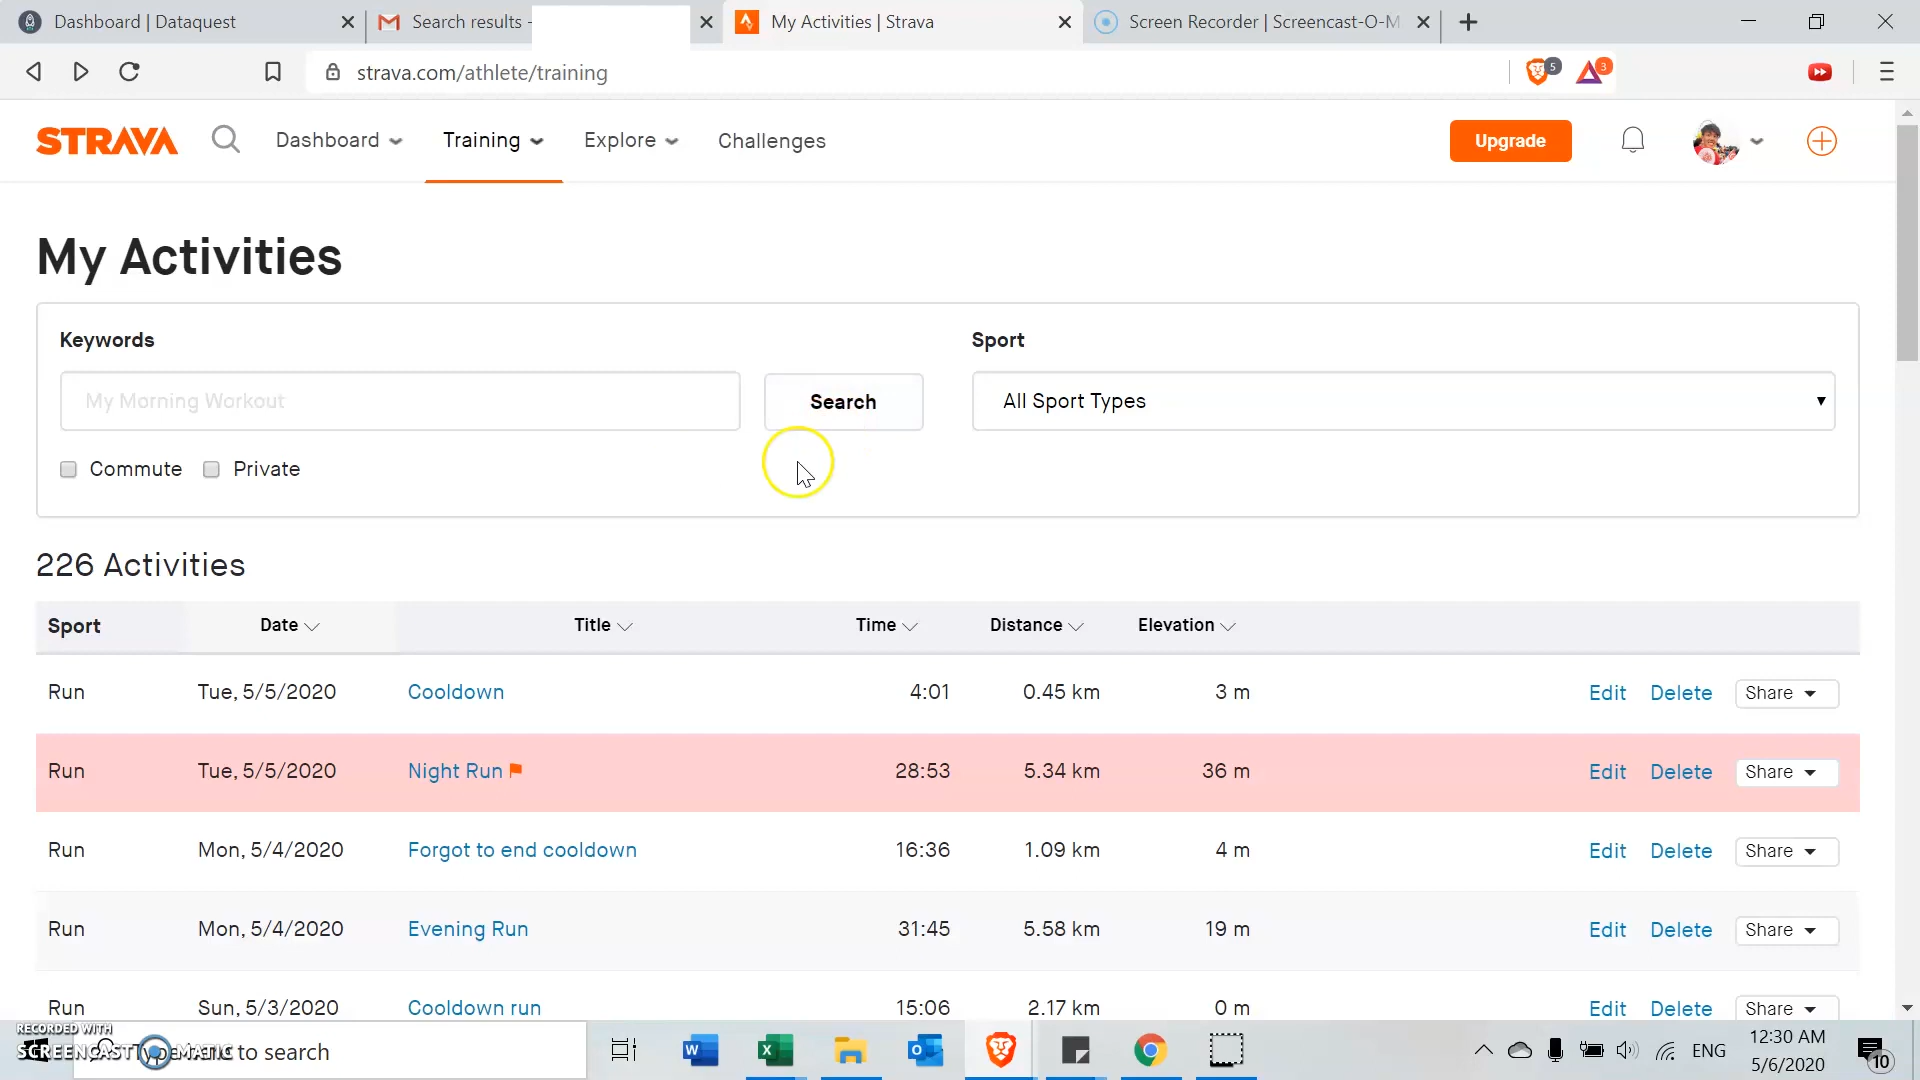 Dashboard | Dataquest
Search results -
My Activities | Strava
Screen Recorder | Screencast-O-M
strava.com/athlete/training
5
3
STRAVA
Dashboard
Training
Explore
Challenges
Upgrade
My Activities
Keywords
Sport
My Morning Workout
Search
All Sport Types
Commute
Private
226 Activities
Sport Date Title Time Distance Elevation
Run Tue, 5/5/2020 Cooldown 4:01 0.45 km 3 m Edit Delete Share
Run Tue, 5/5/2020 Night Run 28:53 5.34 km 36 m Edit Delete Share
Run Mon, 5/4/2020 Forgot to end cooldown 16:36 1.09 km 4 m Edit Delete Share
Run Mon, 5/4/2020 Evening Run 31:45 5.58 km 19 m Edit Delete Share
Run Sun, 5/3/2020 Cooldown run 15:06 2.17 km 0 m Edit Delete Share
RECORDED WITH
SCREENCAST MATIC
to search
ENG
12:30 AM
5/6/2020
10